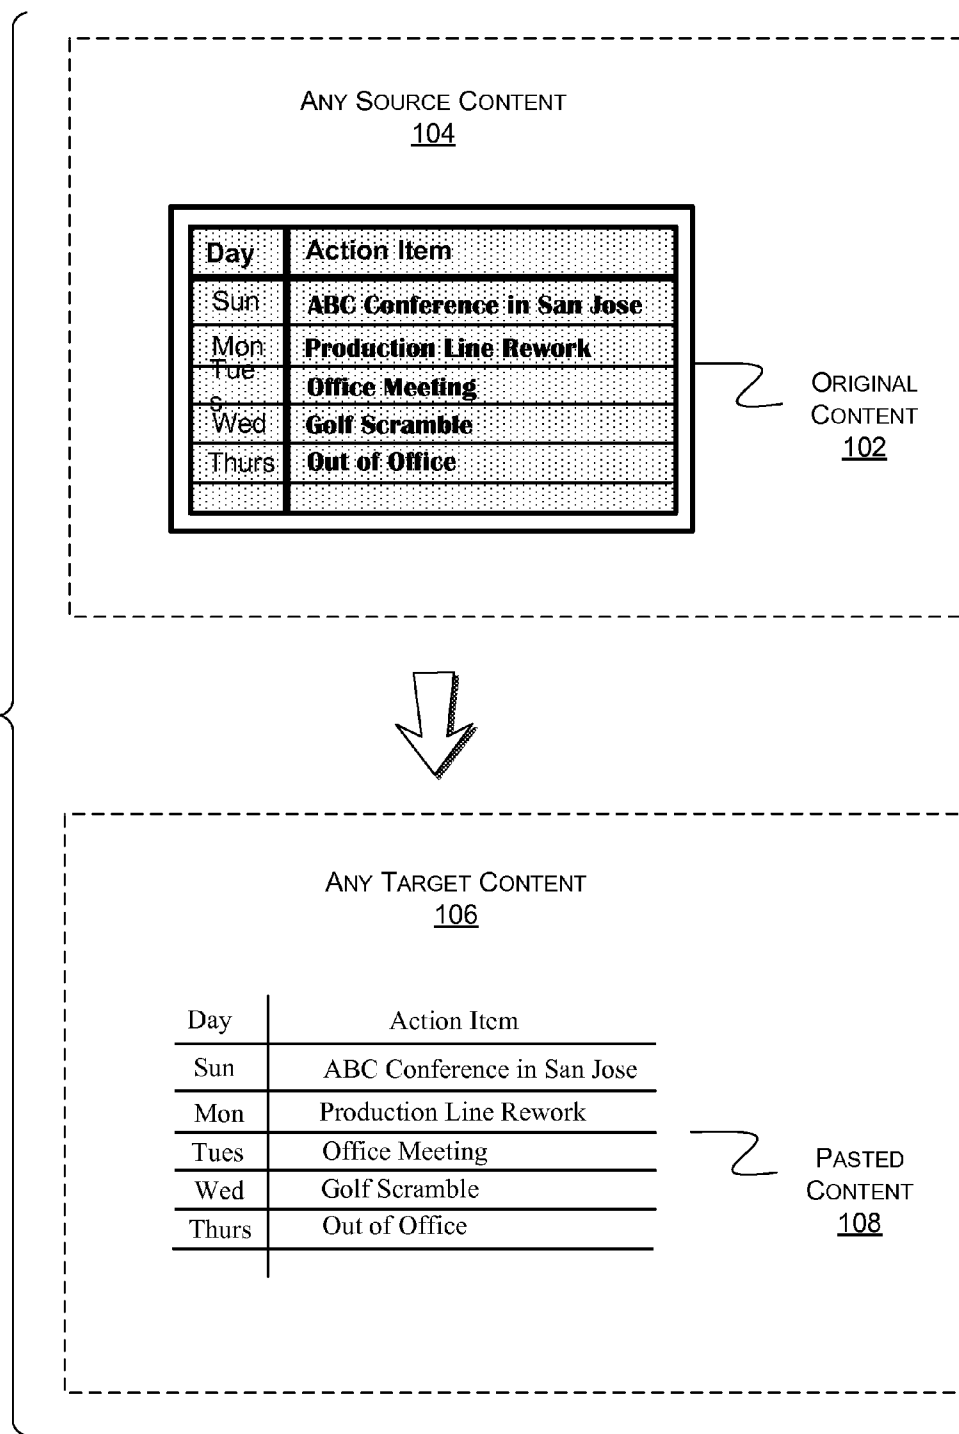 ANY SOURCE CONTENT
104
Day Action Item
Sun ABC Conference in San Jose
Mon Production Line Rework
Tue
s Office Meeting
Wed Golf Scramble
Thurs Out of Office
ORIGINAL
CONTENT
102
ANY TARGET CONTENT
106
Day Action Item
Sun ABC Conference in San Jose
Mon Production Line Rework
Tues Office Meeting
Wed Golf Scramble
Thurs Out of Office
PASTED
CONTENT
108